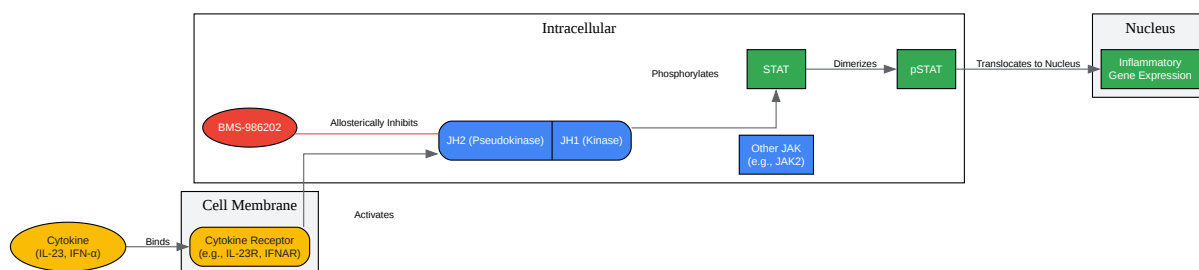 Intracellular
Nucleus
Phosphorylates
STAT
Dimerizes
pSTAT
Translocates to Nucleus
Inflammatory
Gene Expression
BMS-986202
Allosterically Inhibits
JH2 (Pseudokinase)
JH1 (Kinase)
Other JAK
(e.g., JAK2)
Cell Membrane
Activates
Cytokine
(IL-23, IFN-α)
Binds
Cytokine Receptor
(e.g., IL-23R, IFNAR)